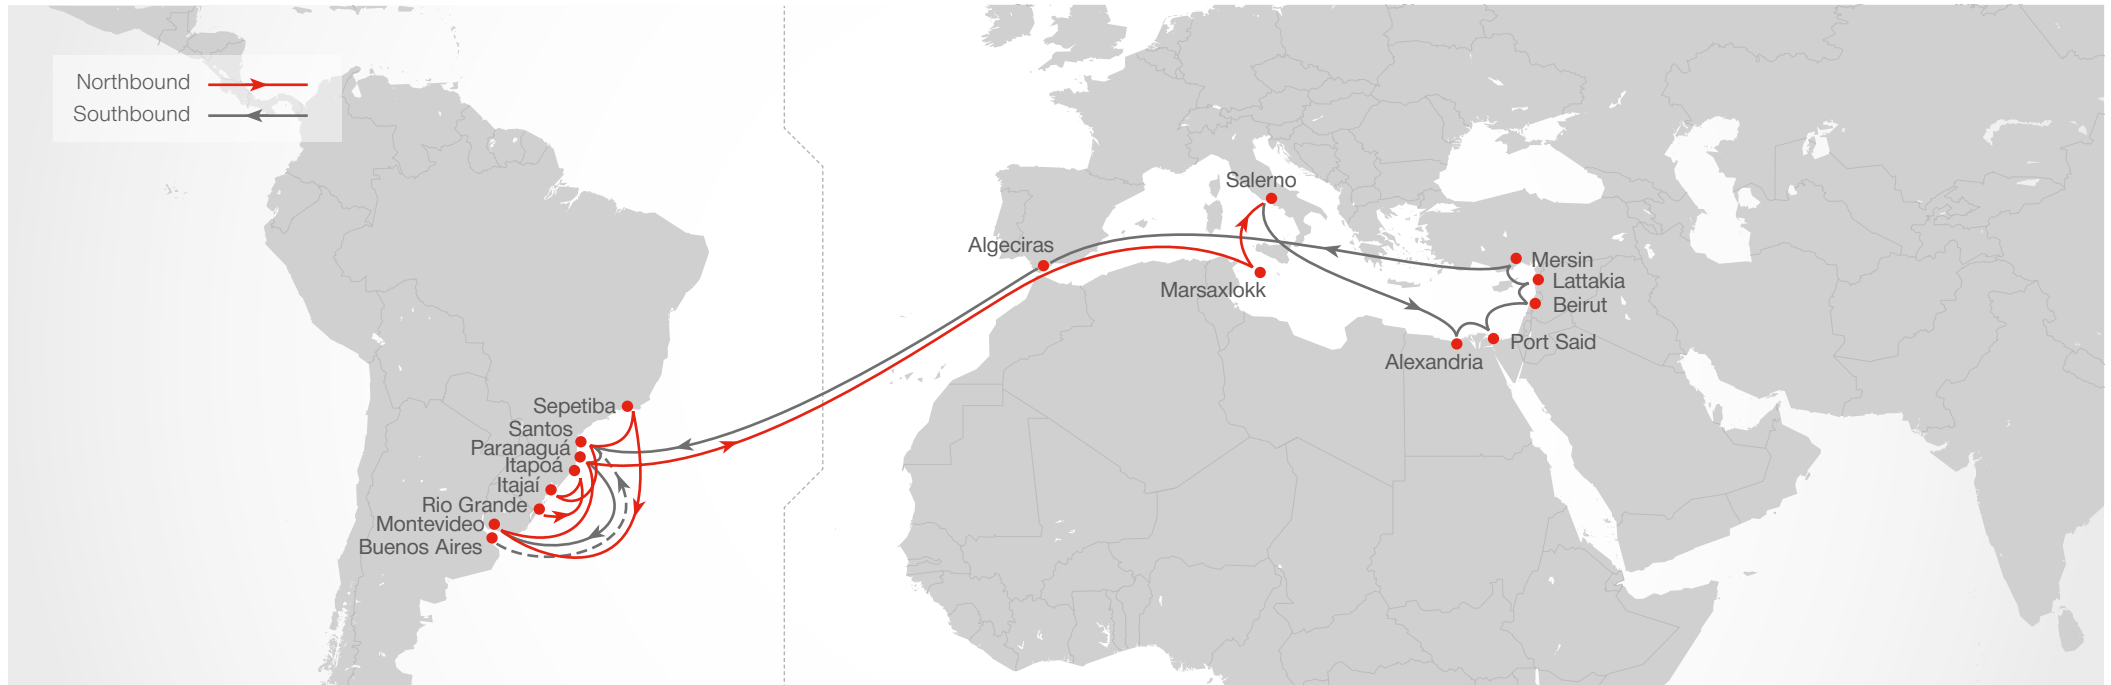 Northbound
Southbound
Salerno
Algeciras
Mersin
Lattakia
Marsaxlokk
Beirut
Port Said
Alexandria
Sepetiba
Santos
Paranaguá
Itapoá
Itajaí
Rio Grande
Montevideo
Buenos Aires